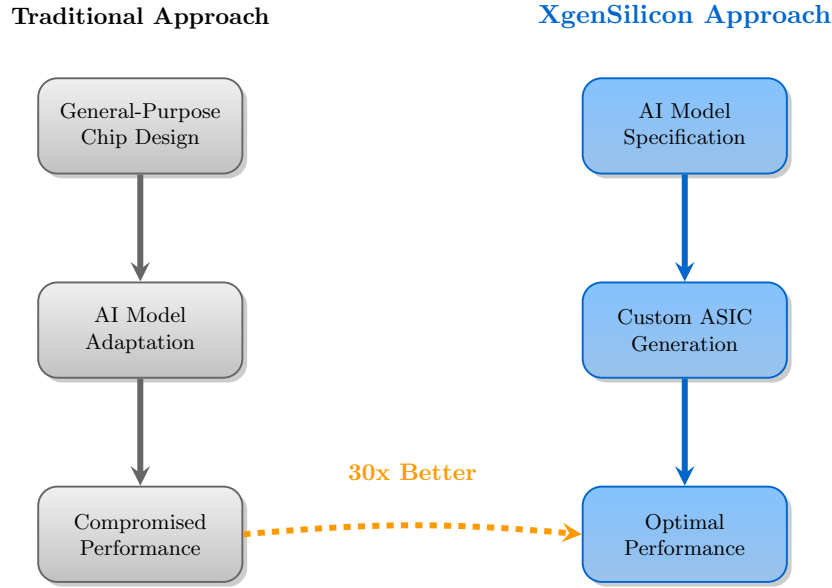 Traditional Approach
General-Purpose
Chip Design
AI Model
Adaptation
Compromised
Performance
30x Better
XgenSilicon Approach
AI Model
Specification
Custom ASIC
Generation
Optimal
Performance